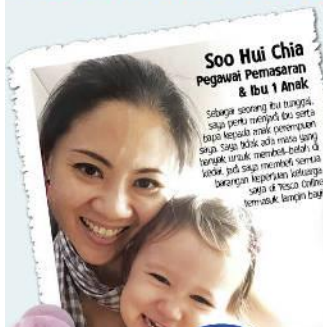 Soo Hui Chia
Pegawai Pemasaran
& Ibu 1 Anak
Sebagai seorang ibu tunggal,
saya perlu menjadi ibu serta
bapa kepada anak perempuan
saya. Saya tidak ada masa yang
banyak untuk membeli-belah di
kedai, jadi saya membeli semua
barangan keperluan keluarga
saya di Tesco Online
termasuk lampin bayi